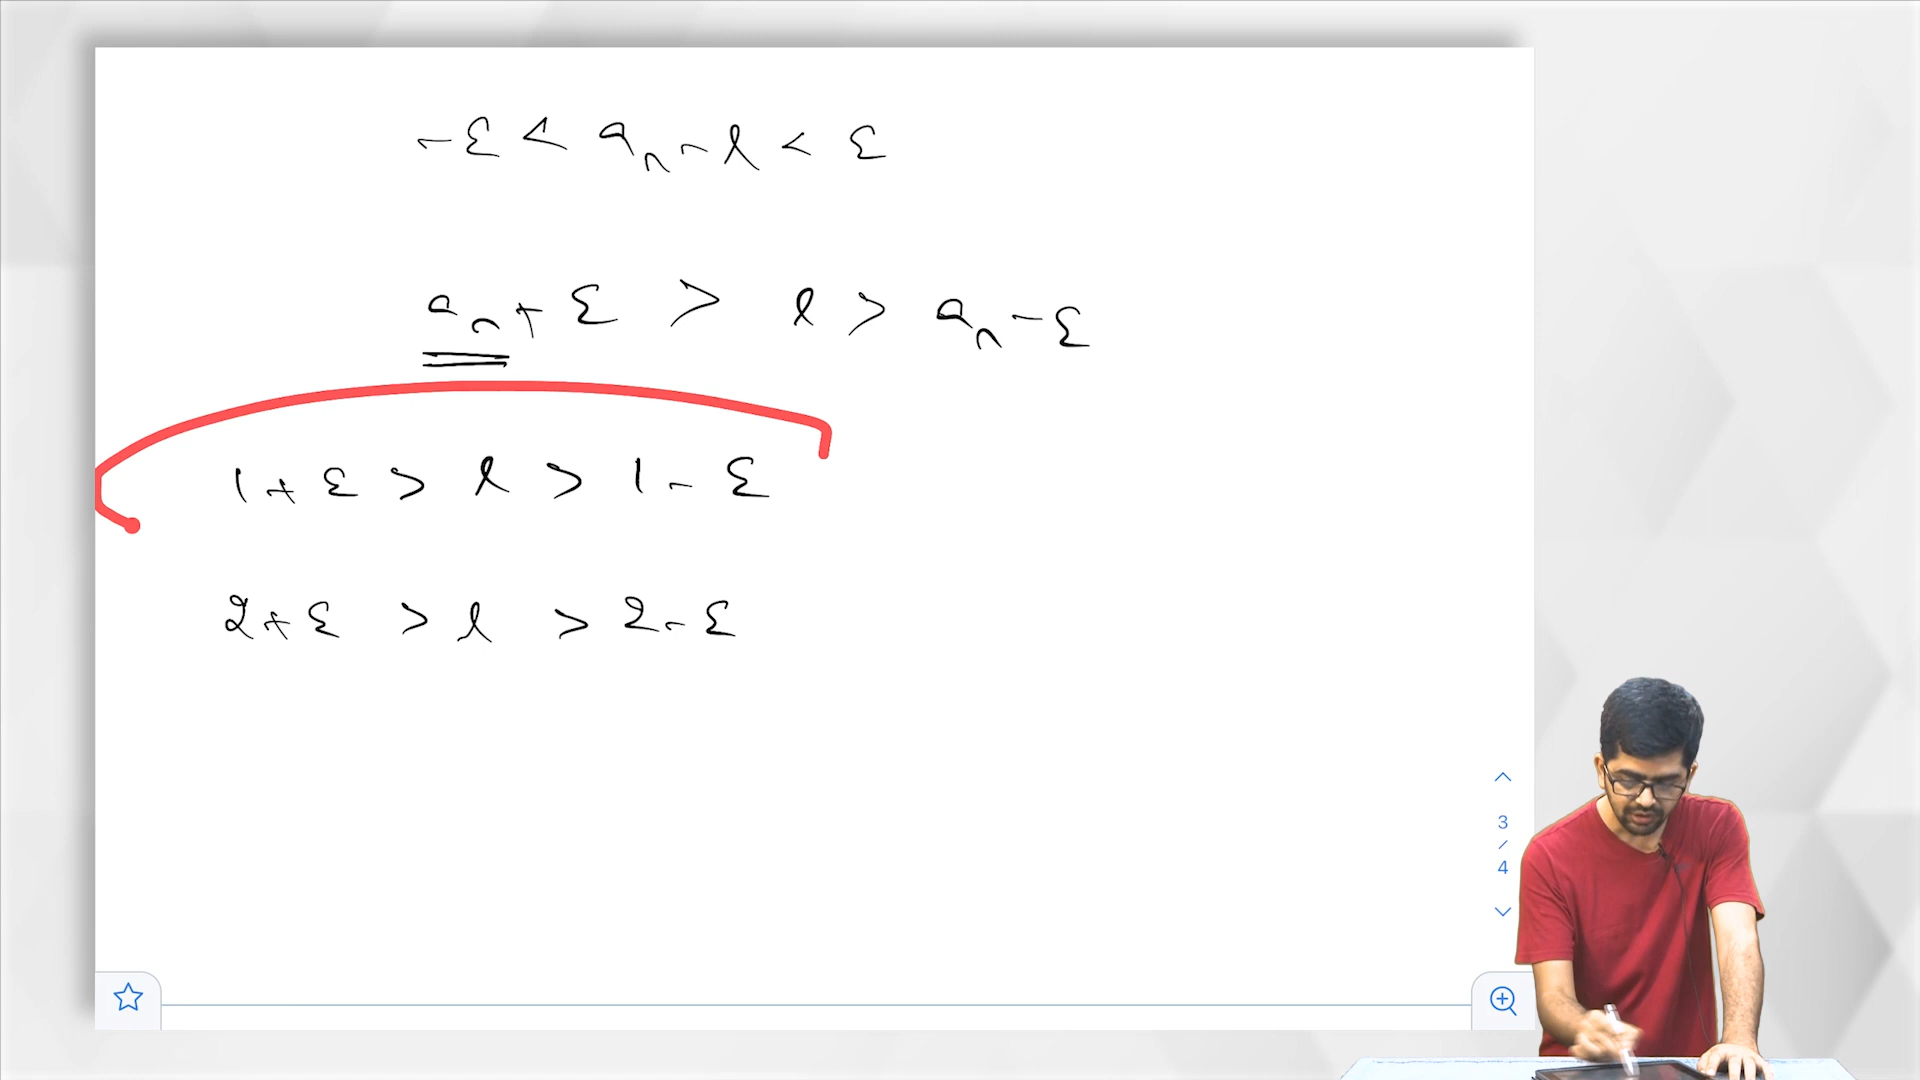 -ε < aₙ - l < ε
aₙ + ε > l > aₙ - ε
1 + ε > l > 1 - ε
2 + ε > l > 2 - ε
3
/
4